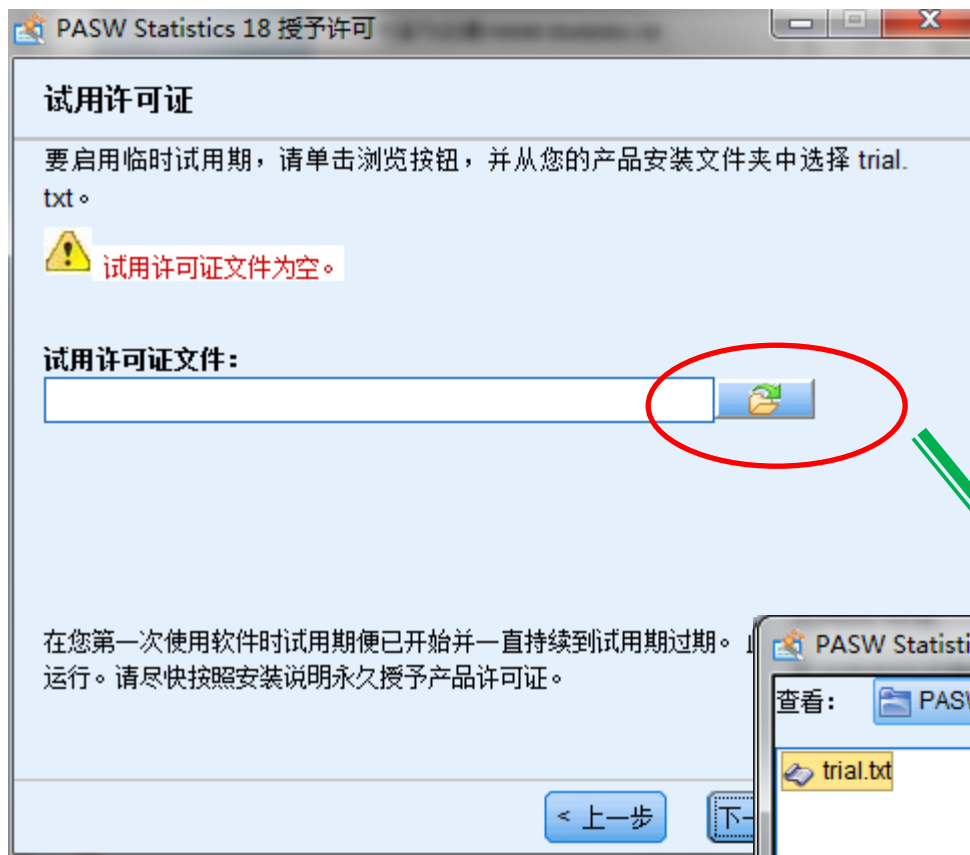 PASW Statistics 18 授予许可
试用许可证
要启用临时试用期，请单击浏览按钮，并从您的产品安装文件夹中选择 trial.
txt。
试用许可证文件为空。
试用许可证文件：
在您第一次使用软件时试用期便已开始并一直持续到试用期过期。
运行。请尽快按照安装说明永久授予产品许可证。
< 上一步
下一
PASW Statisti
查看：
PASW
trial.txt